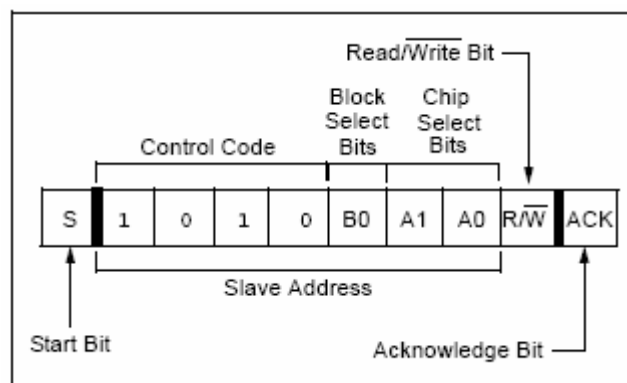 Read/Write Bit
Block
Select
Bits
Chip
Select
Bits
Control Code
S 1 0 1 0 B0 A1 A0 R/W ACK
Slave Address
Start Bit
Acknowledge Bit